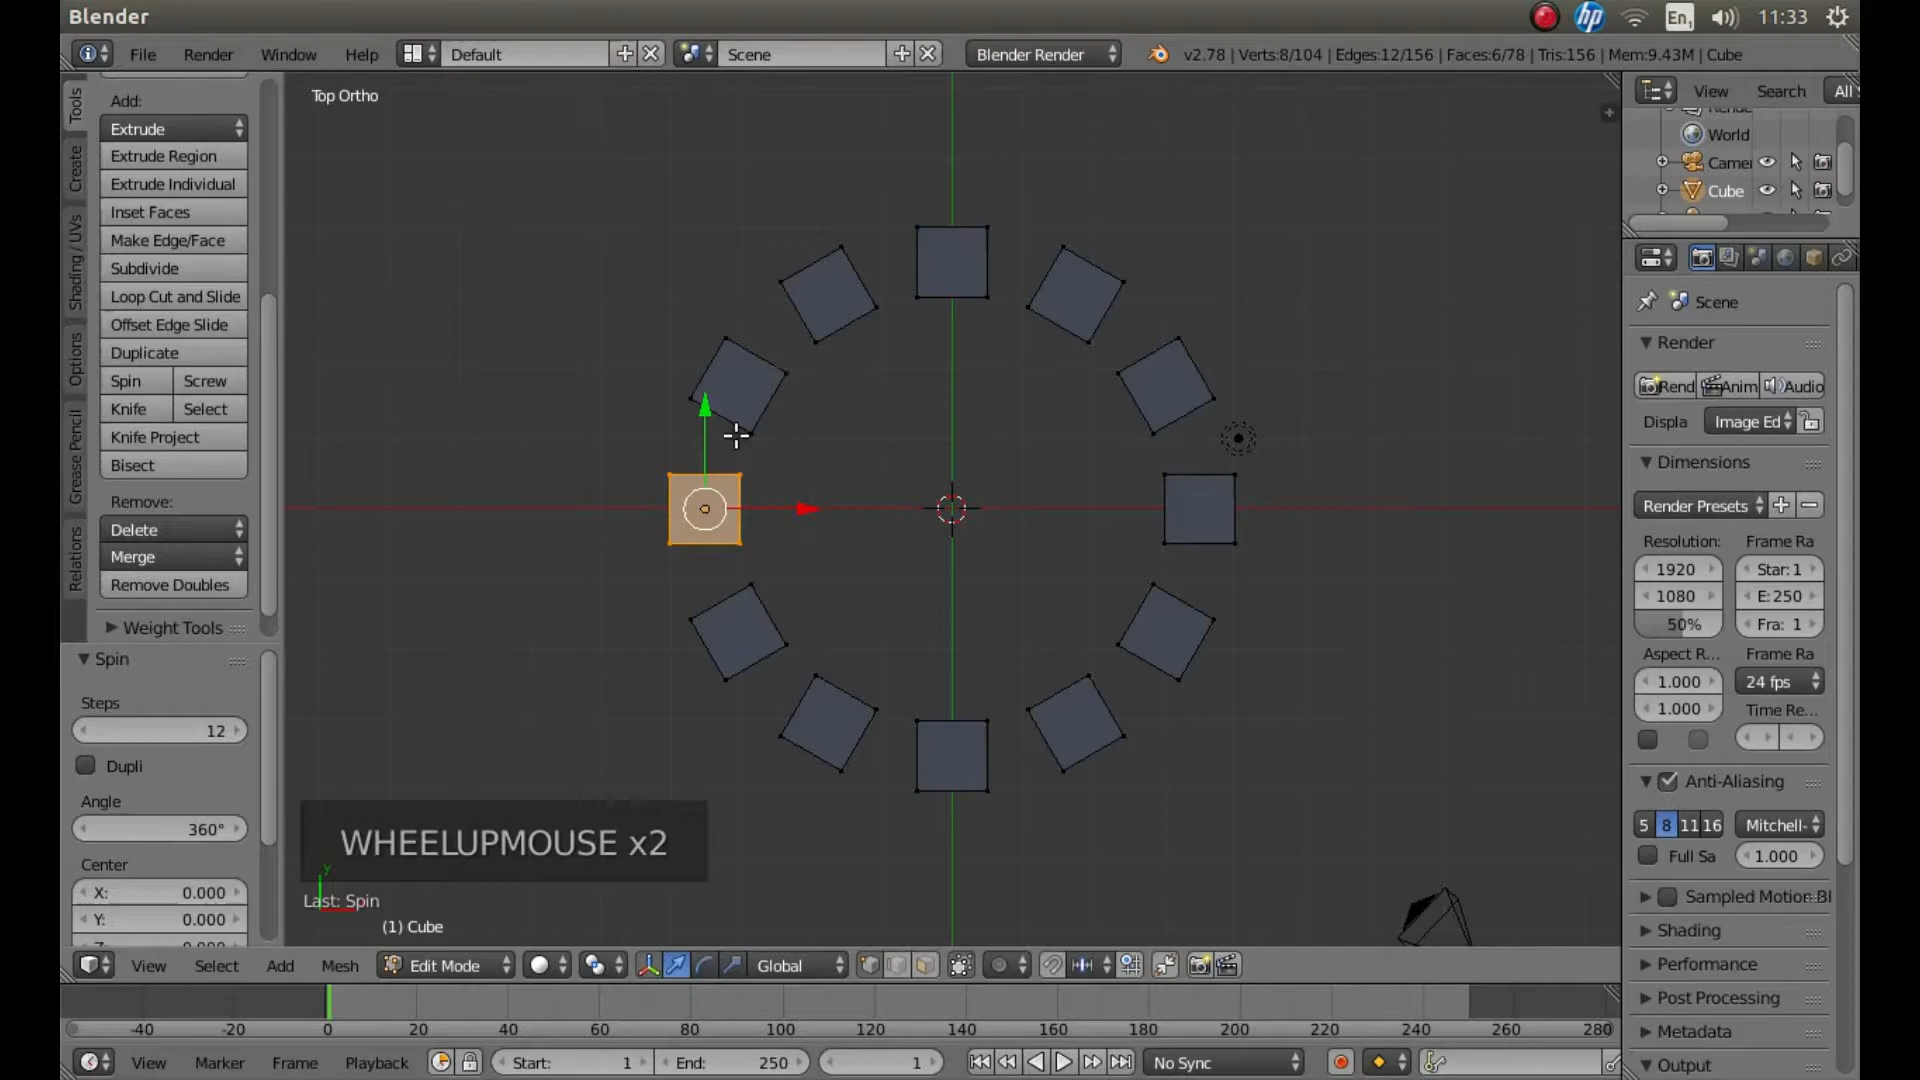 Blender
En1 11:33
File Render Window Help Default Scene Blender Render v2.78 | Verts:8/104 | Edges:12/156 | Faces:6/78 | Tris:156 | Mem:9.43M | Cube
Tools
Create
Shading / UVs
Options
Grease Pencil
Relations
Add:
Extrude
Extrude Region
Extrude Individual
Inset Faces
Make Edge/Face
Subdivide
Loop Cut and Slide
Offset Edge Slide
Duplicate
Spin Screw
Knife Select
Knife Project
Bisect
Remove:
Delete
Merge
Remove Doubles
Weight Tools
Spin
Steps
12
Dupli
Angle
360°
Center
X: 0.000
Y: 0.000
Top Ortho
WHEELUPMOUSE x2
y
Last: Spin
(1) Cube
View Select Add Mesh Edit Mode Global
-40 -20 0 20 40 60 80 100 120 140 160 180 200 220 240 260 280
View Marker Frame Playback Start: 1 End: 250 1 No Sync
View Search All
World
Camer
Cube
Scene
Render
Rend Anim Audio
Displa Image Ed
Dimensions
Render Presets
Resolution: Frame Ra
1920 Star: 1
1080 E: 250
50% Fra: 1
Aspect R... Frame Ra
1.000 24 fps
1.000 Time Re...
Anti-Aliasing
5 8 11 16 Mitchell-
Full Sa 1.000
Sampled Motion Bl
Shading
Performance
Post Processing
Metadata
Output